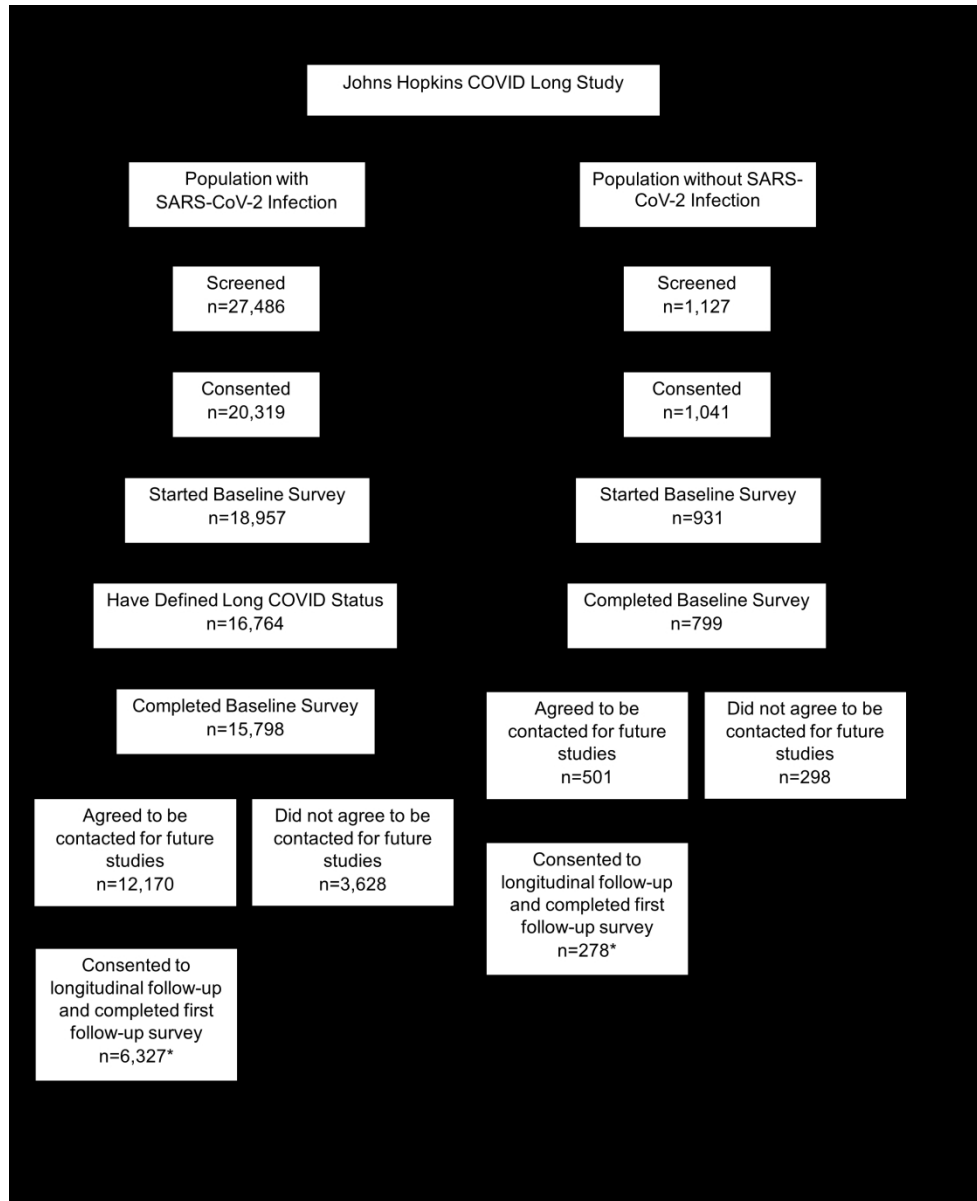 Johns Hopkins COVID Long Study
Population with
SARS-CoV-2 Infection
Screened
n=27,486
Consented
n=20,319
Started Baseline Survey
n=18,957
Have Defined Long COVID Status
n=16,764
Completed Baseline Survey
n=15,798
Agreed to be
contacted for future
studies
n=12,170
Did not agree to be
contacted for future
studies
n=3,628
Consented to
longitudinal follow-up
and completed first
follow-up survey
n=6,327*
Population without SARS-
CoV-2 Infection
Screened
n=1,127
Consented
n=1,041
Started Baseline Survey
n=931
Completed Baseline Survey
n=799
Agreed to be
contacted for future
studies
n=501
Did not agree to be
contacted for future
studies
n=298
Consented to
longitudinal follow-up
and completed first
follow-up survey
n=278*